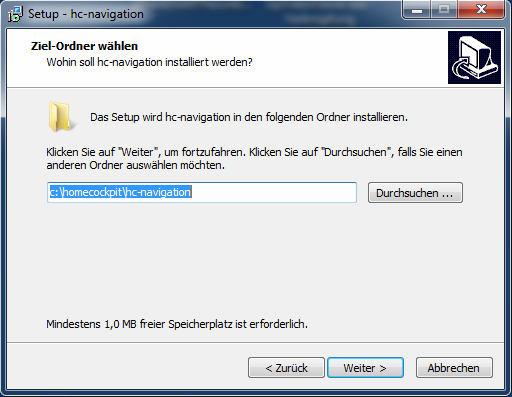 Setup - hc-navigation
Ziel-Ordner wählen
Wohin soll hc-navigation installiert werden?
Das Setup wird hc-navigation in den folgenden Ordner installieren.
Klicken Sie auf "Weiter", um fortzufahren. Klicken Sie auf "Durchsuchen", falls Sie einen
anderen Ordner auswählen möchten.
c:\homecockpit\hc-navigation
Durchsuchen ...
Mindestens 1,0 MB freier Speicherplatz ist erforderlich.
< Zurück
Weiter >
Abbrechen